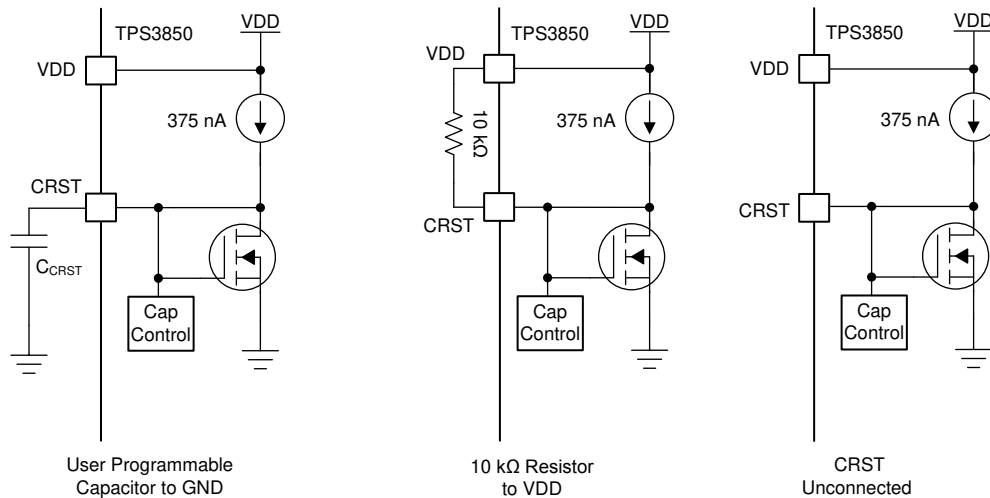 TPS3850
VDD
VDD
375 nA
CRST
CCRST
Cap
Control
User Programmable
Capacitor to GND
TPS3850
VDD
VDD
10 kΩ
375 nA
CRST
Cap
Control
10 kΩ Resistor
to VDD
TPS3850
VDD
VDD
375 nA
CRST
Cap
Control
CRST
Unconnected